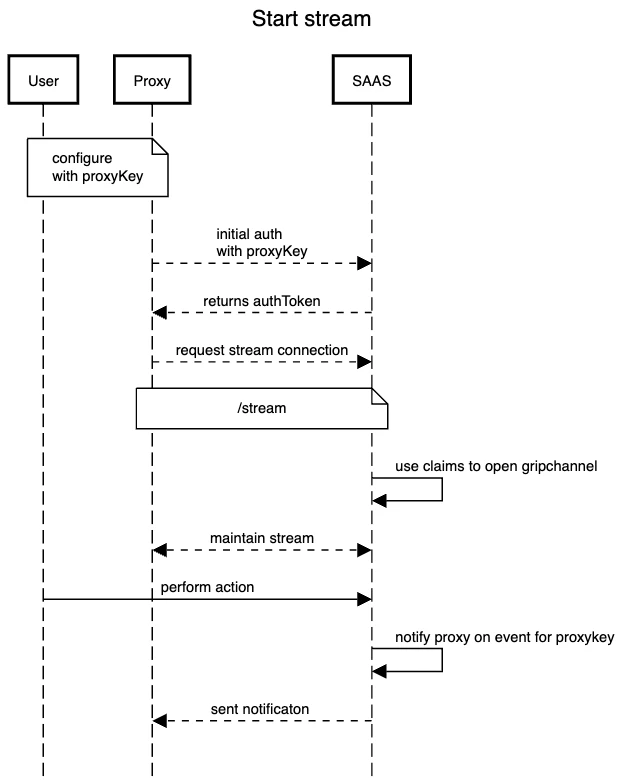 Start stream
User
Proxy
SAAS
configure
with proxyKey
initial auth
with proxyKey
returns authToken
request stream connection
/stream
use claims to open gripchannel
maintain stream
perform action
notify proxy on event for proxykey
sent notificaton